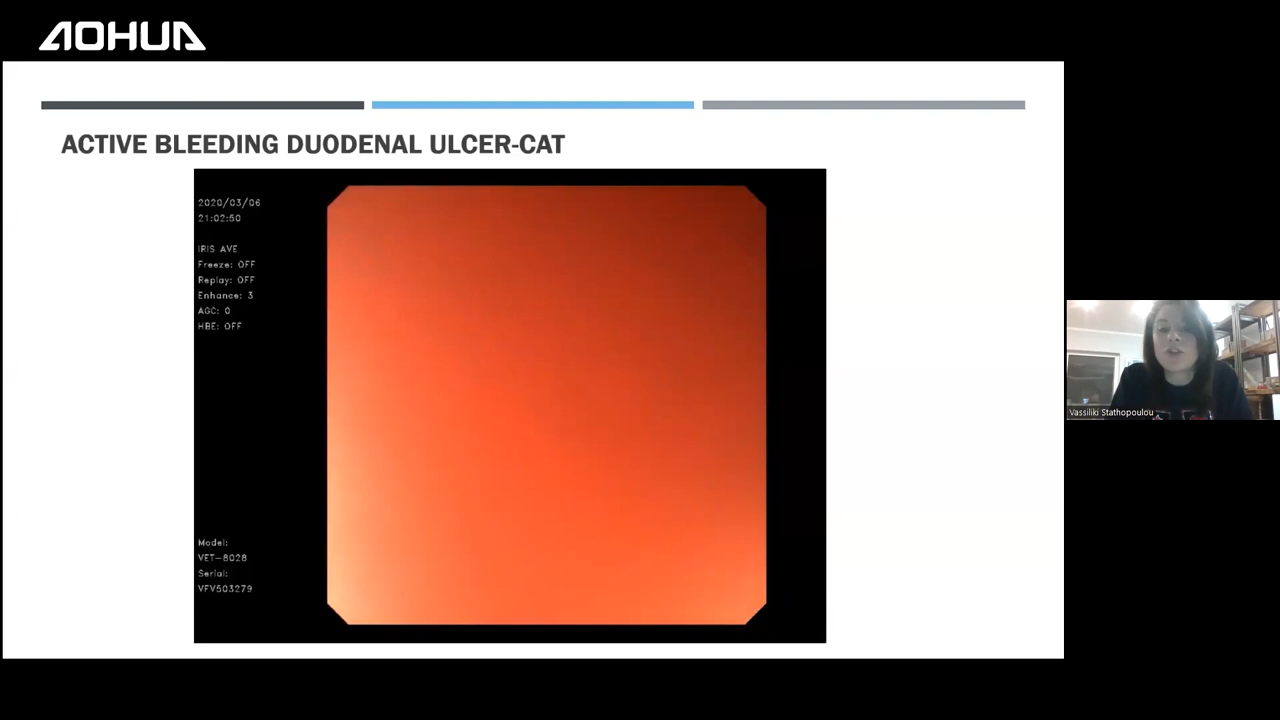 AOHUA
ACTIVE BLEEDING DUODENAL ULCER-CAT
2020/03/06
21:02:50
IRIS AVE
Freeze: OFF
Replay: OFF
Enhance: 3
AGC: 0
HBE: OFF
Model:
VET-8028
Serial:
VFV503279
Vassiliki Stathopoulou